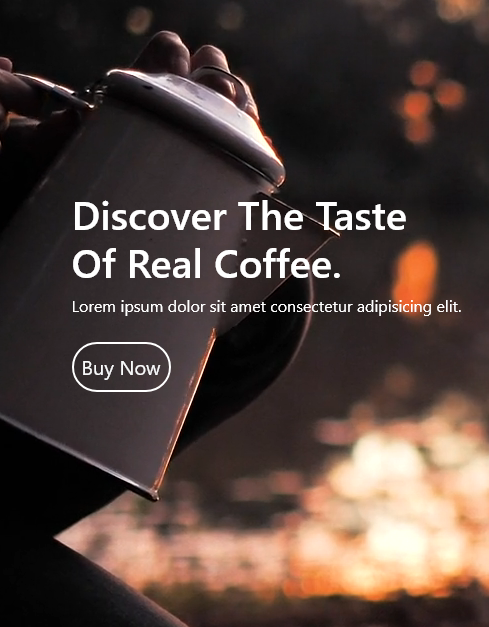 Discover The Taste
Of Real Coffee.
Lorem ipsum dolor sit amet consectetur adipisicing elit.
Buy Now